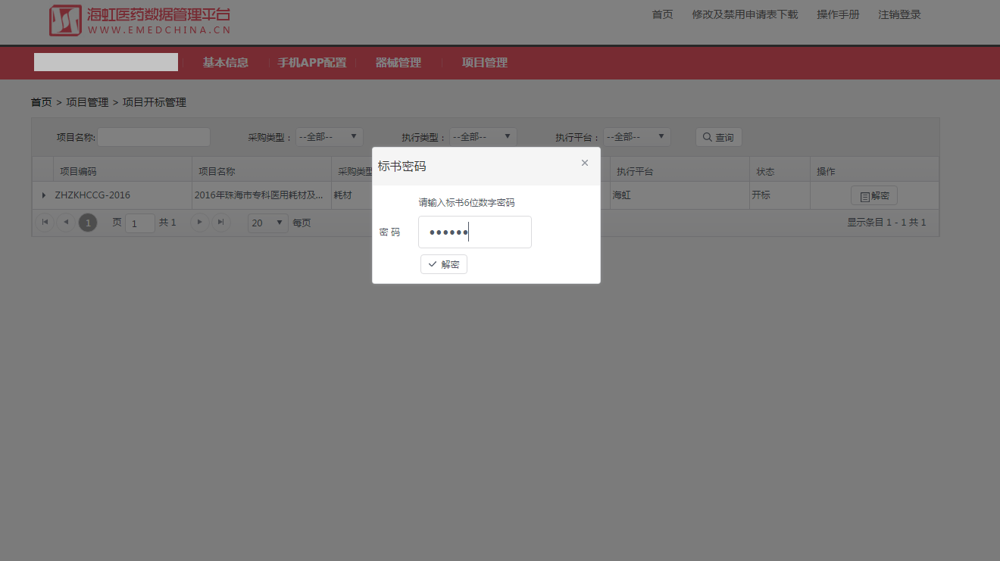 海虹医药数据管理平台
WWW.EMEDCHINA.CN
首页 修改及禁用申请表下载 操作手册 注销登录
基本信息 手机APP配置 器械管理 项目管理
首页 > 项目管理 > 项目开标管理
项目名称: 采购类型： --全部-- 执行类型： --全部-- 执行平台： --全部-- 查询
标书密码 ×
项目编码 项目名称 采购类型 执行平台 状态 操作
ZHZKHCCG-2016 2016年珠海市专科医用耗材及... 耗材 海虹 开标 解密
请输入标书6位数字密码
1 页 1 共 1 20 每页 显示条目 1 - 1 共 1
密 码 ●●●●●●
解密